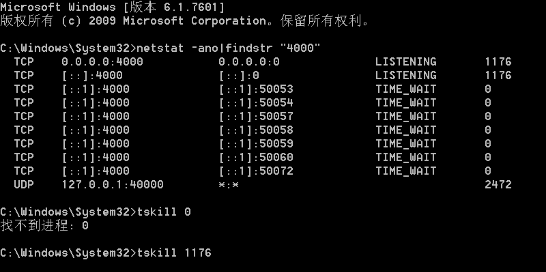 Microsoft Windows [版本 6.1.7601]
版权所有 (c) 2009 Microsoft Corporation。保留所有权利。
C:\Windows\System32>netstat -ano|findstr "4000"
TCP 0.0.0.0:4000 0.0.0.0:0 LISTENING 1176
TCP [::]:4000 [::]:0 LISTENING 1176
TCP [::1]:4000 [::1]:50053 TIME_WAIT 0
TCP [::1]:4000 [::1]:50054 TIME_WAIT 0
TCP [::1]:4000 [::1]:50057 TIME_WAIT 0
TCP [::1]:4000 [::1]:50058 TIME_WAIT 0
TCP [::1]:4000 [::1]:50059 TIME_WAIT 0
TCP [::1]:4000 [::1]:50060 TIME_WAIT 0
TCP [::1]:4000 [::1]:50072 TIME_WAIT 0
UDP 127.0.0.1:40000 *:* 2472
C:\Windows\System32>tskill 0
找不到进程: 0
C:\Windows\System32>tskill 1176